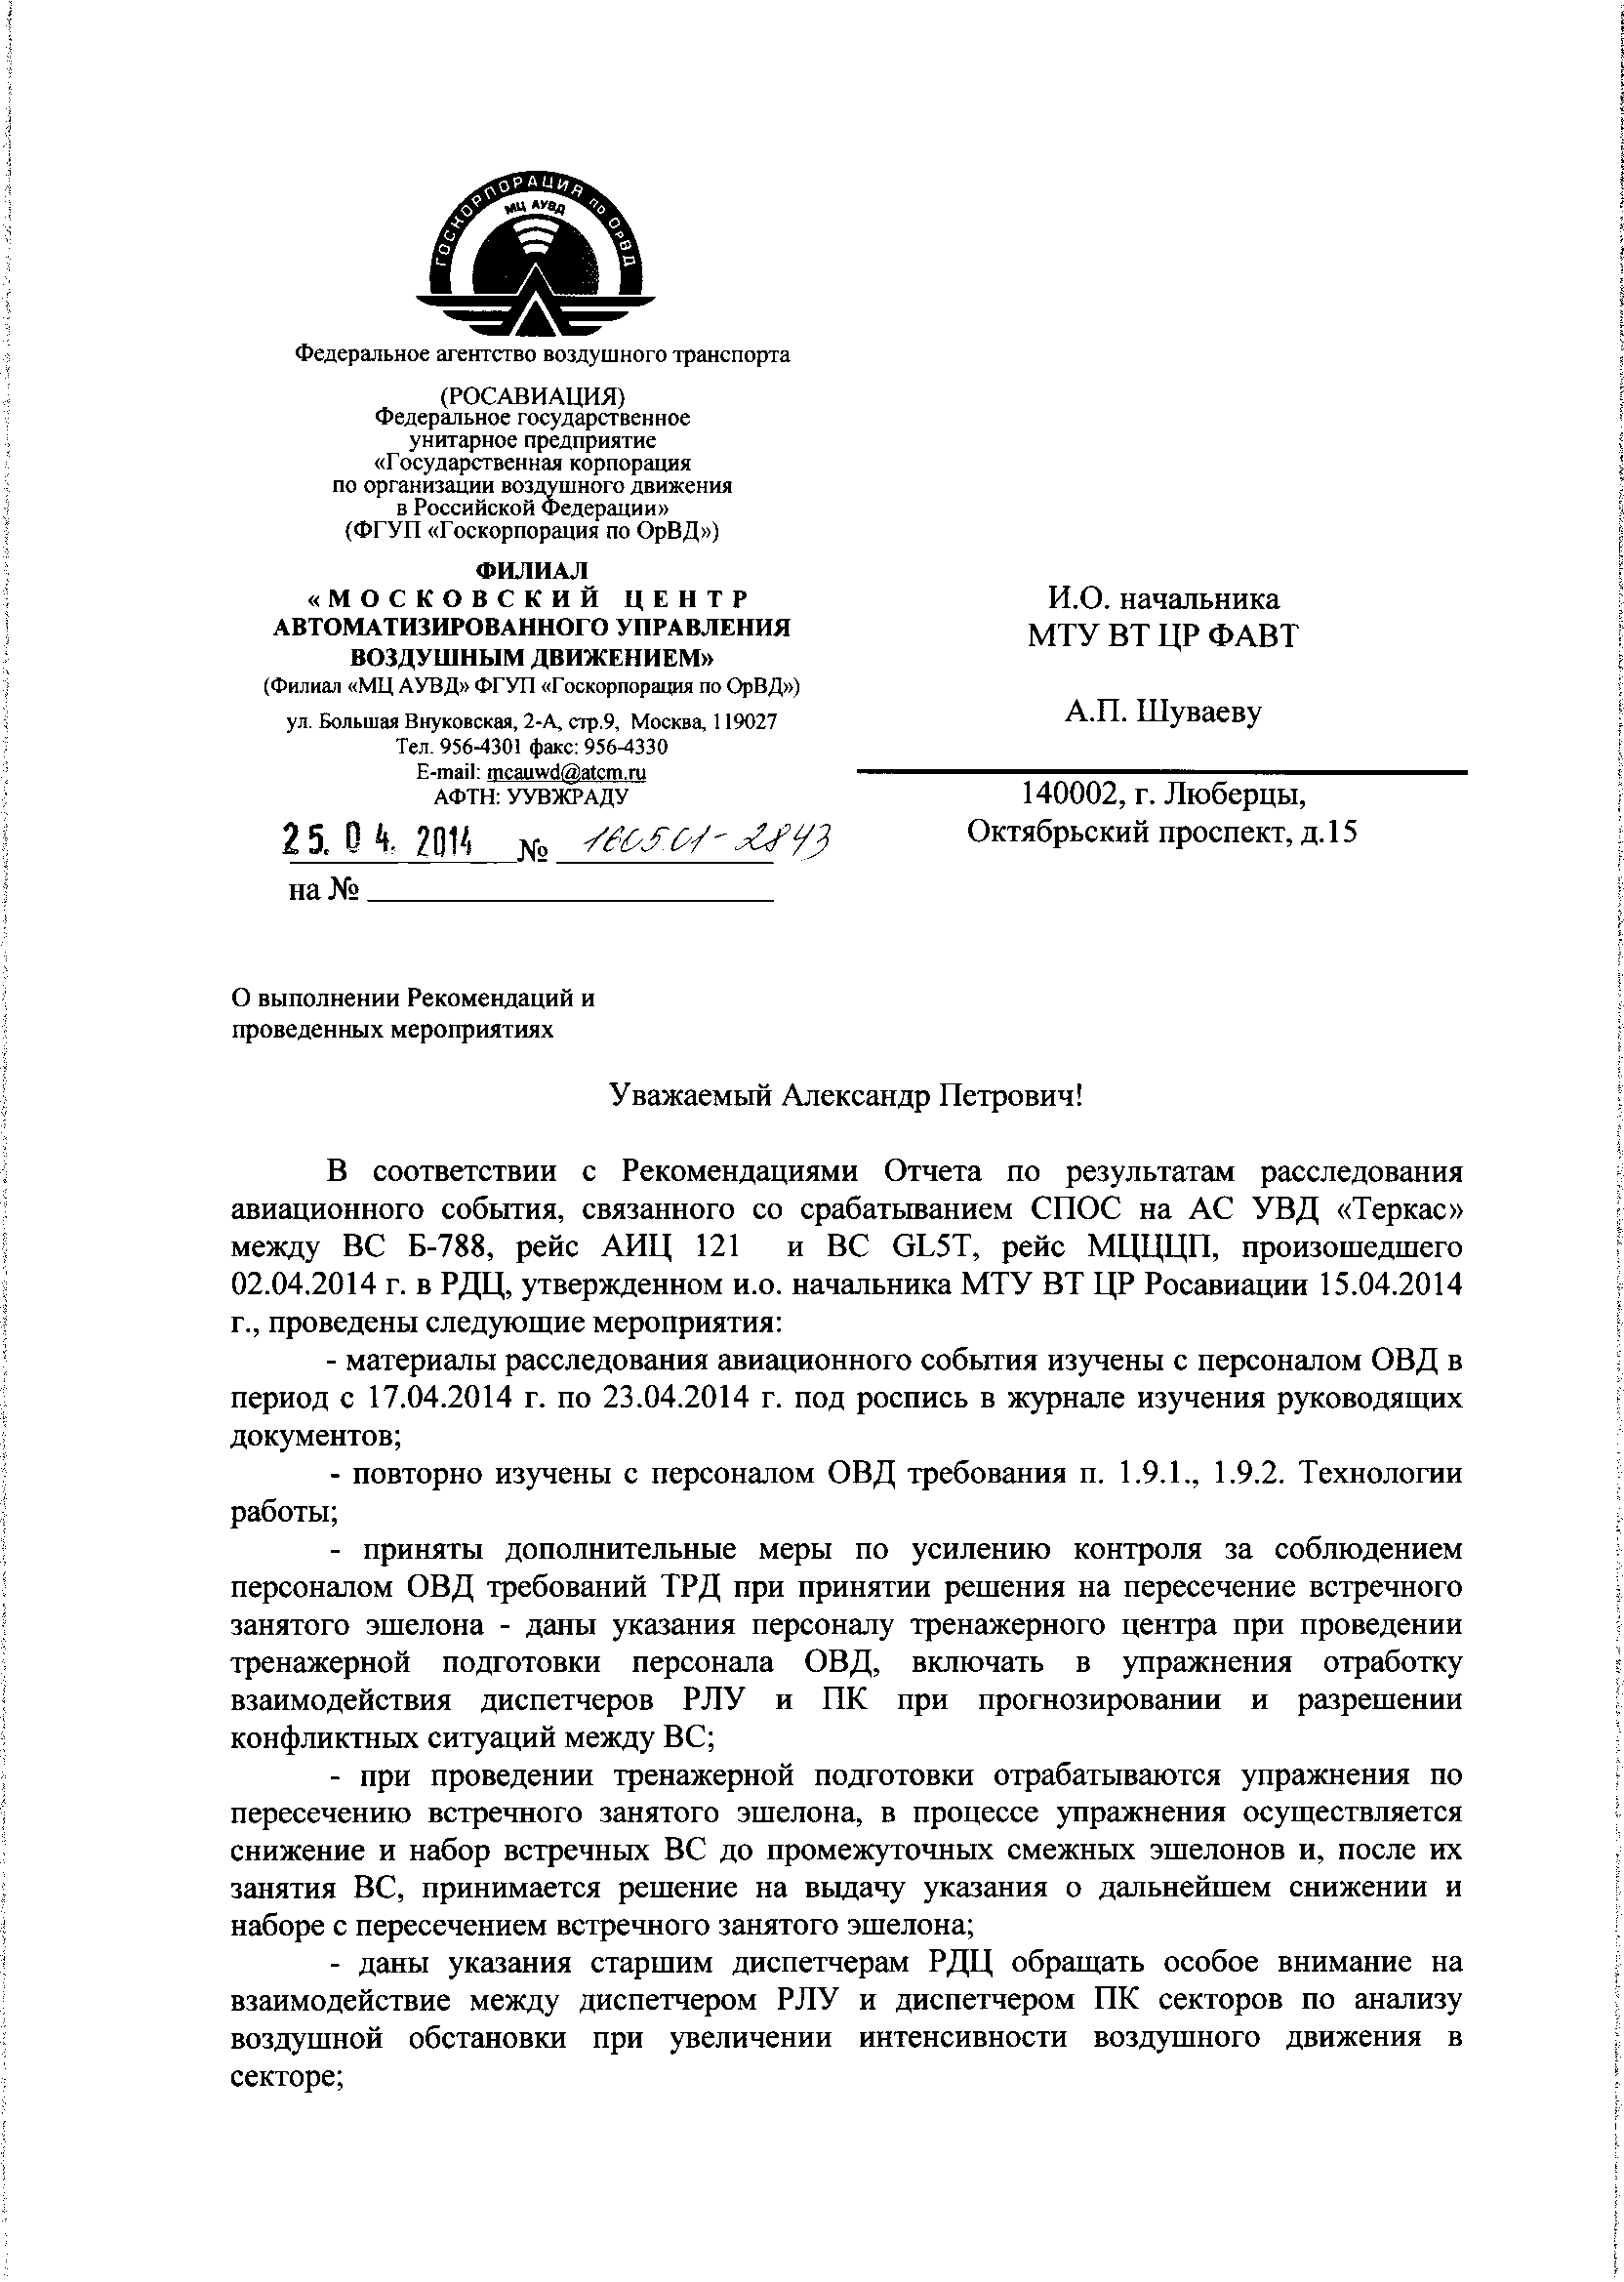 ГОСКОРПОРАЦИЯ по ОрВД
МЦ АУВД
Федеральное агентство воздушного транспорта
(РОСАВИАЦИЯ)
Федеральное государственное
унитарное предприятие
«Государственная корпорация
по организации воздушного движения
в Российской Федерации»
(ФГУП «Госкорпорация по ОрВД»)
ФИЛИАЛ
«МОСКОВСКИЙ ЦЕНТР
АВТОМАТИЗИРОВАННОГО УПРАВЛЕНИЯ
ВОЗДУШНЫМ ДВИЖЕНИЕМ»
(Филиал «МЦ АУВД» ФГУП «Госкорпорация по ОрВД»)
ул. Большая Внуковская, 2-А, стр.9, Москва, 119027
Тел. 956-4301 факс: 956-4330
E-mail: mcauwd@atcm.ru
АФТН: УУВЖРАДУ
25.04.2014 № 160501-2843
на №
И.О. начальника
МТУ ВТ ЦР ФАВТ
А.П. Шуваеву
140002, г. Люберцы,
Октябрьский проспект, д.15
О выполнении Рекомендаций и
проведенных мероприятиях
Уважаемый Александр Петрович!
В соответствии с Рекомендациями Отчета по результатам расследования
авиационного события, связанного со срабатыванием СПОС на АС УВД «Теркас»
между ВС Б-788, рейс АИЦ 121 и ВС GL5T, рейс МЦЦЦП, произошедшего
02.04.2014 г. в РДЦ, утвержденном и.о. начальника МТУ ВТ ЦР Росавиации 15.04.2014
г., проведены следующие мероприятия:
- материалы расследования авиационного события изучены с персоналом ОВД в
период с 17.04.2014 г. по 23.04.2014 г. под роспись в журнале изучения руководящих
документов;
- повторно изучены с персоналом ОВД требования п. 1.9.1., 1.9.2. Технологии
работы;
- приняты дополнительные меры по усилению контроля за соблюдением
персоналом ОВД требований ТРД при принятии решения на пересечение встречного
занятого эшелона - даны указания персоналу тренажерного центра при проведении
тренажерной подготовки персонала ОВД, включать в упражнения отработку
взаимодействия диспетчеров РЛУ и ПК при прогнозировании и разрешении
конфликтных ситуаций между ВС;
- при проведении тренажерной подготовки отрабатываются упражнения по
пересечению встречного занятого эшелона, в процессе упражнения осуществляется
снижение и набор встречных ВС до промежуточных смежных эшелонов и, после их
занятия ВС, принимается решение на выдачу указания о дальнейшем снижении и
наборе с пересечением встречного занятого эшелона;
- даны указания старшим диспетчерам РДЦ обращать особое внимание на
взаимодействие между диспетчером РЛУ и диспетчером ПК секторов по анализу
воздушной обстановки при увеличении интенсивности воздушного движения в
секторе;